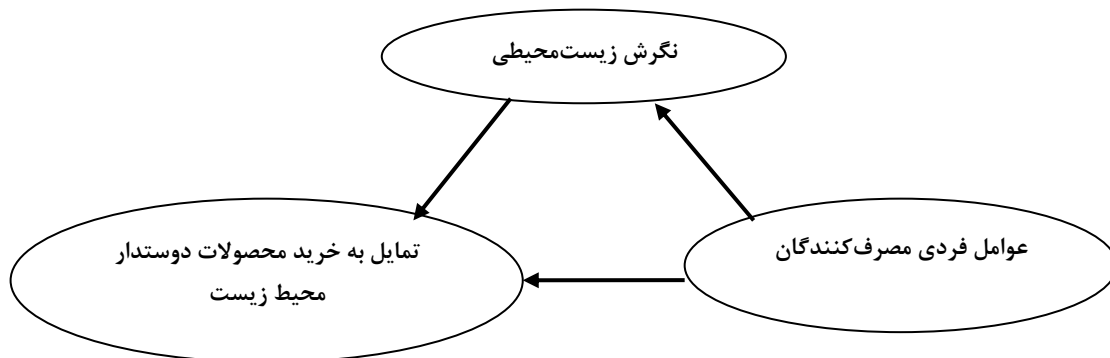 نگرش زیست‌محیطی
عوامل فردی مصرف‌کنندگان
تمایل به خرید محصولات دوستدار
محیط زیست